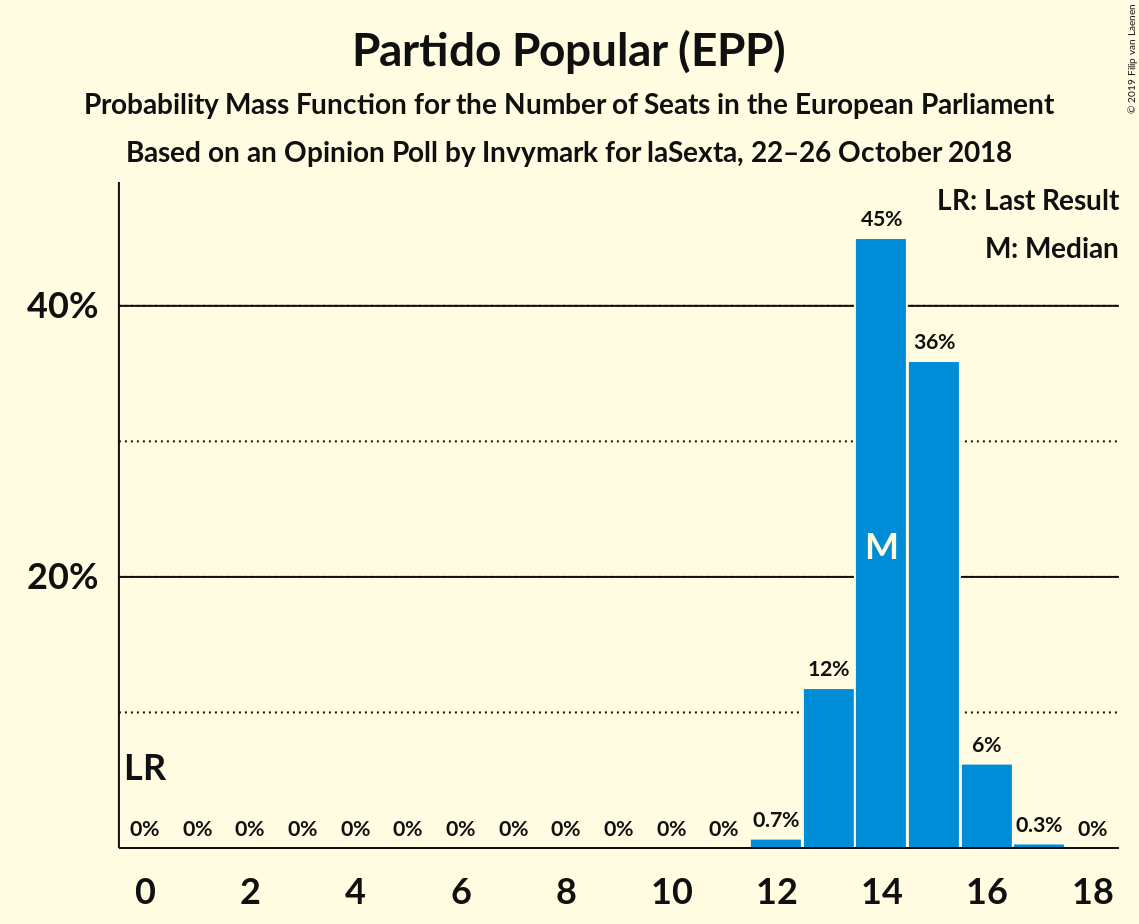 Partido Popular (EPP)
Probability Mass Function for the Number of Seats in the European Parliament
Based on an Opinion Poll by Invymark for laSexta, 22–26 October 2018
© 2019 Filip van Laenen
LR: Last Result
M: Median
40%
20%
45%
36%
M
12%
6%
LR
0% 0% 0% 0% 0% 0% 0% 0% 0% 0% 0% 0% 0.7% 0.3% 0%
0 2 4 6 8 10 12 14 16 18